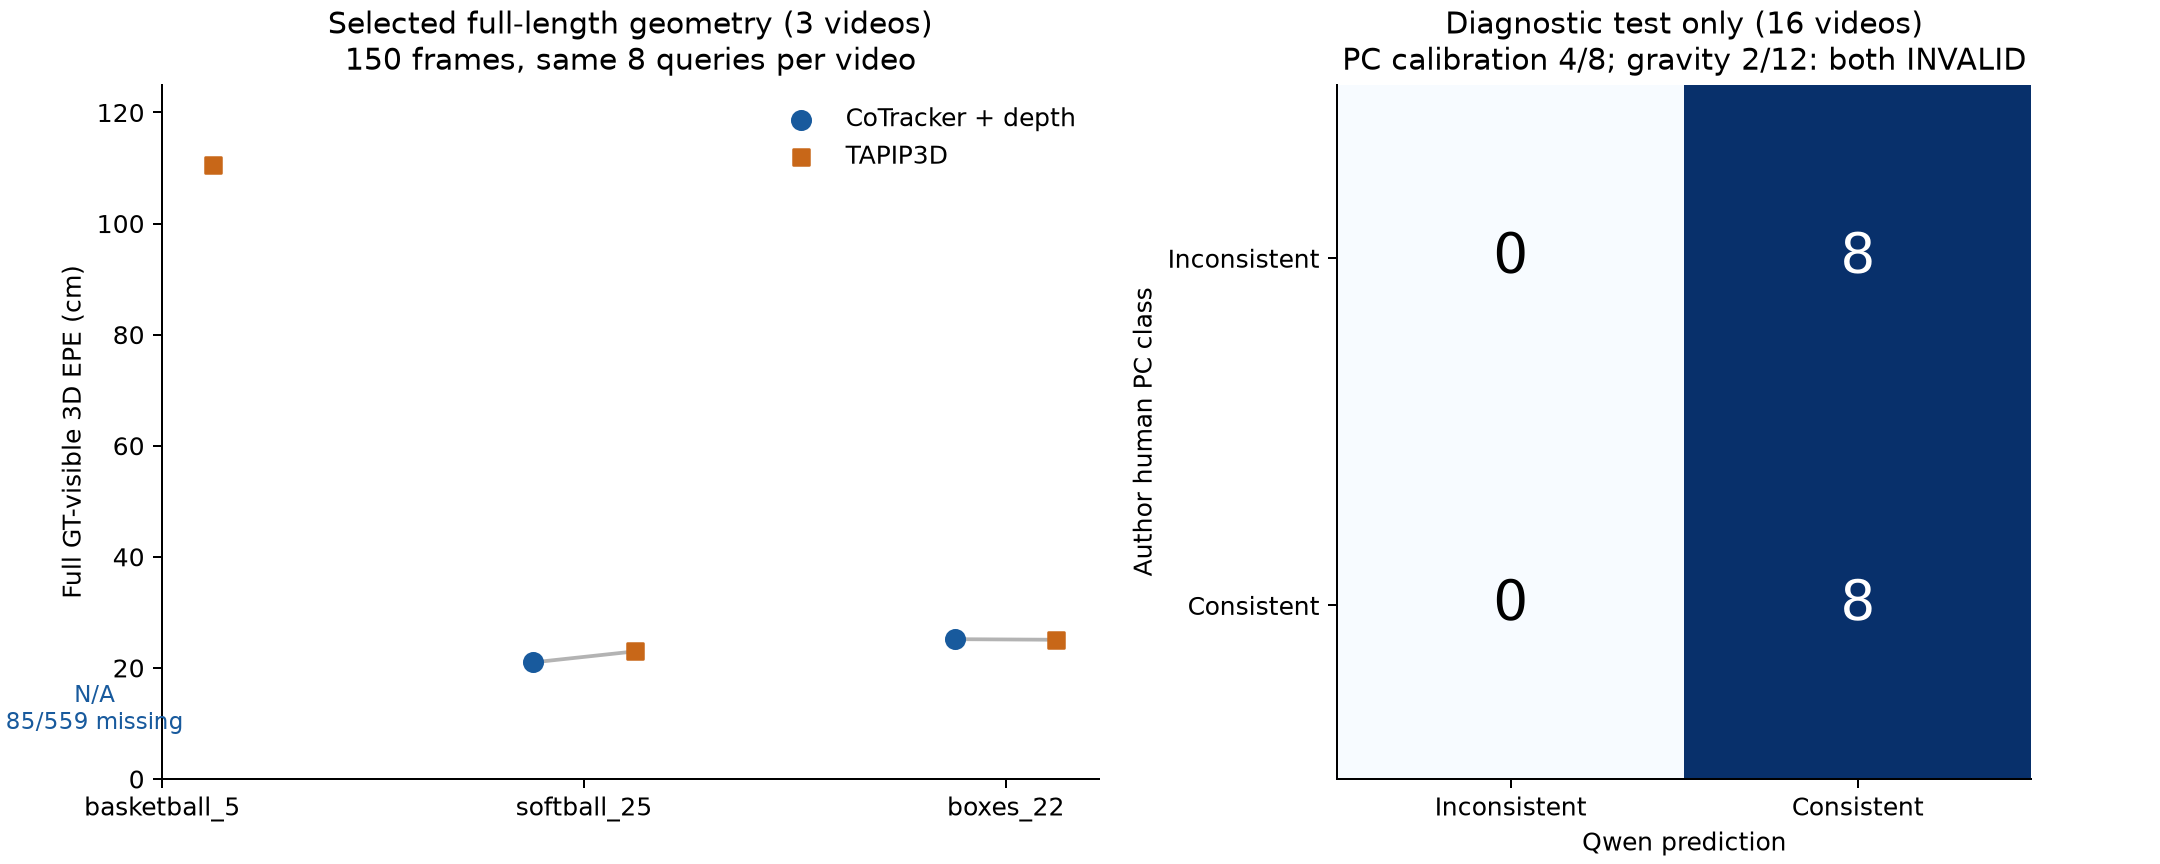 Selected full-length geometry (3 videos)
150 frames, same 8 queries per video
Full GT-visible 3D EPE (cm)
120
100
80
60
40
20
0
CoTracker + depth
TAPIP3D
N/A
85/559 missing
basketball_5
softball_25
boxes_22
Diagnostic test only (16 videos)
PC calibration 4/8; gravity 2/12: both INVALID
Author human PC class
Inconsistent
0
8
Consistent
0
8
Inconsistent
Consistent
Qwen prediction